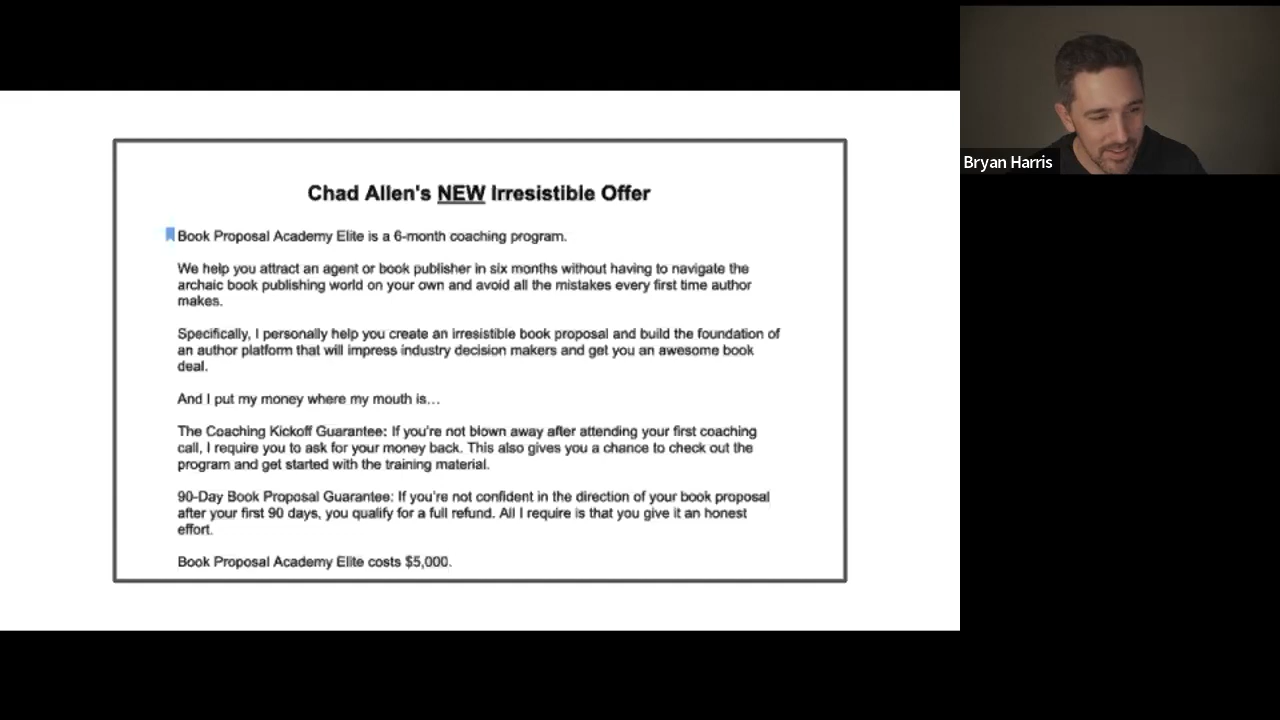 Chad Allen's NEW Irresistible Offer
Book Proposal Academy Elite is a 6-month coaching program.
We help you attract an agent or book publisher in six months without having to navigate the
archaic book publishing world on your own and avoid all the mistakes every first time author
makes.
Specifically, I personally help you create an irresistible book proposal and build the foundation of
an author platform that will impress industry decision makers and get you an awesome book
deal.
And I put my money where my mouth is...
The Coaching Kickoff Guarantee: If you're not blown away after attending your first coaching
call, I require you to ask for your money back. This also gives you a chance to check out the
program and get started with the training material.
90-Day Book Proposal Guarantee: If you're not confident in the direction of your book proposal
after your first 90 days, you qualify for a full refund. All I require is that you give it an honest
effort.
Book Proposal Academy Elite costs $5,000.
Bryan Harris